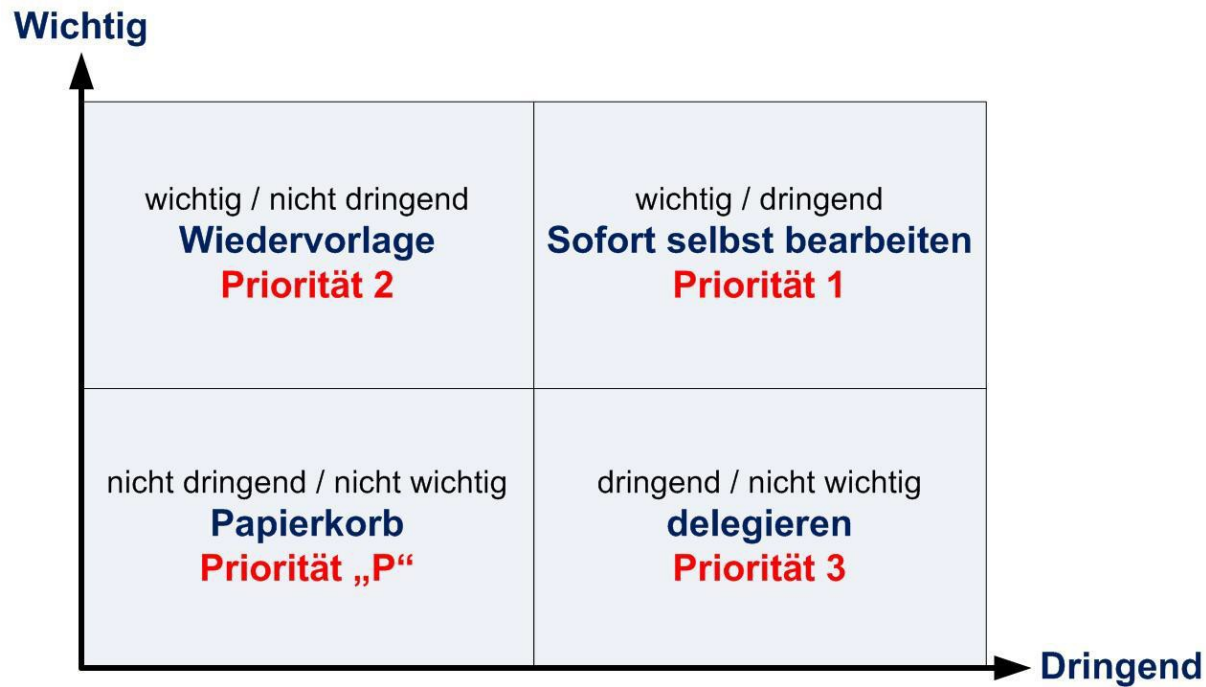 Wichtig
wichtig / nicht dringend
Wiedervorlage
Priorität 2
wichtig / dringend
Sofort selbst bearbeiten
Priorität 1
nicht dringend / nicht wichtig
Papierkorb
Priorität „P“
dringend / nicht wichtig
delegieren
Priorität 3
Dringend